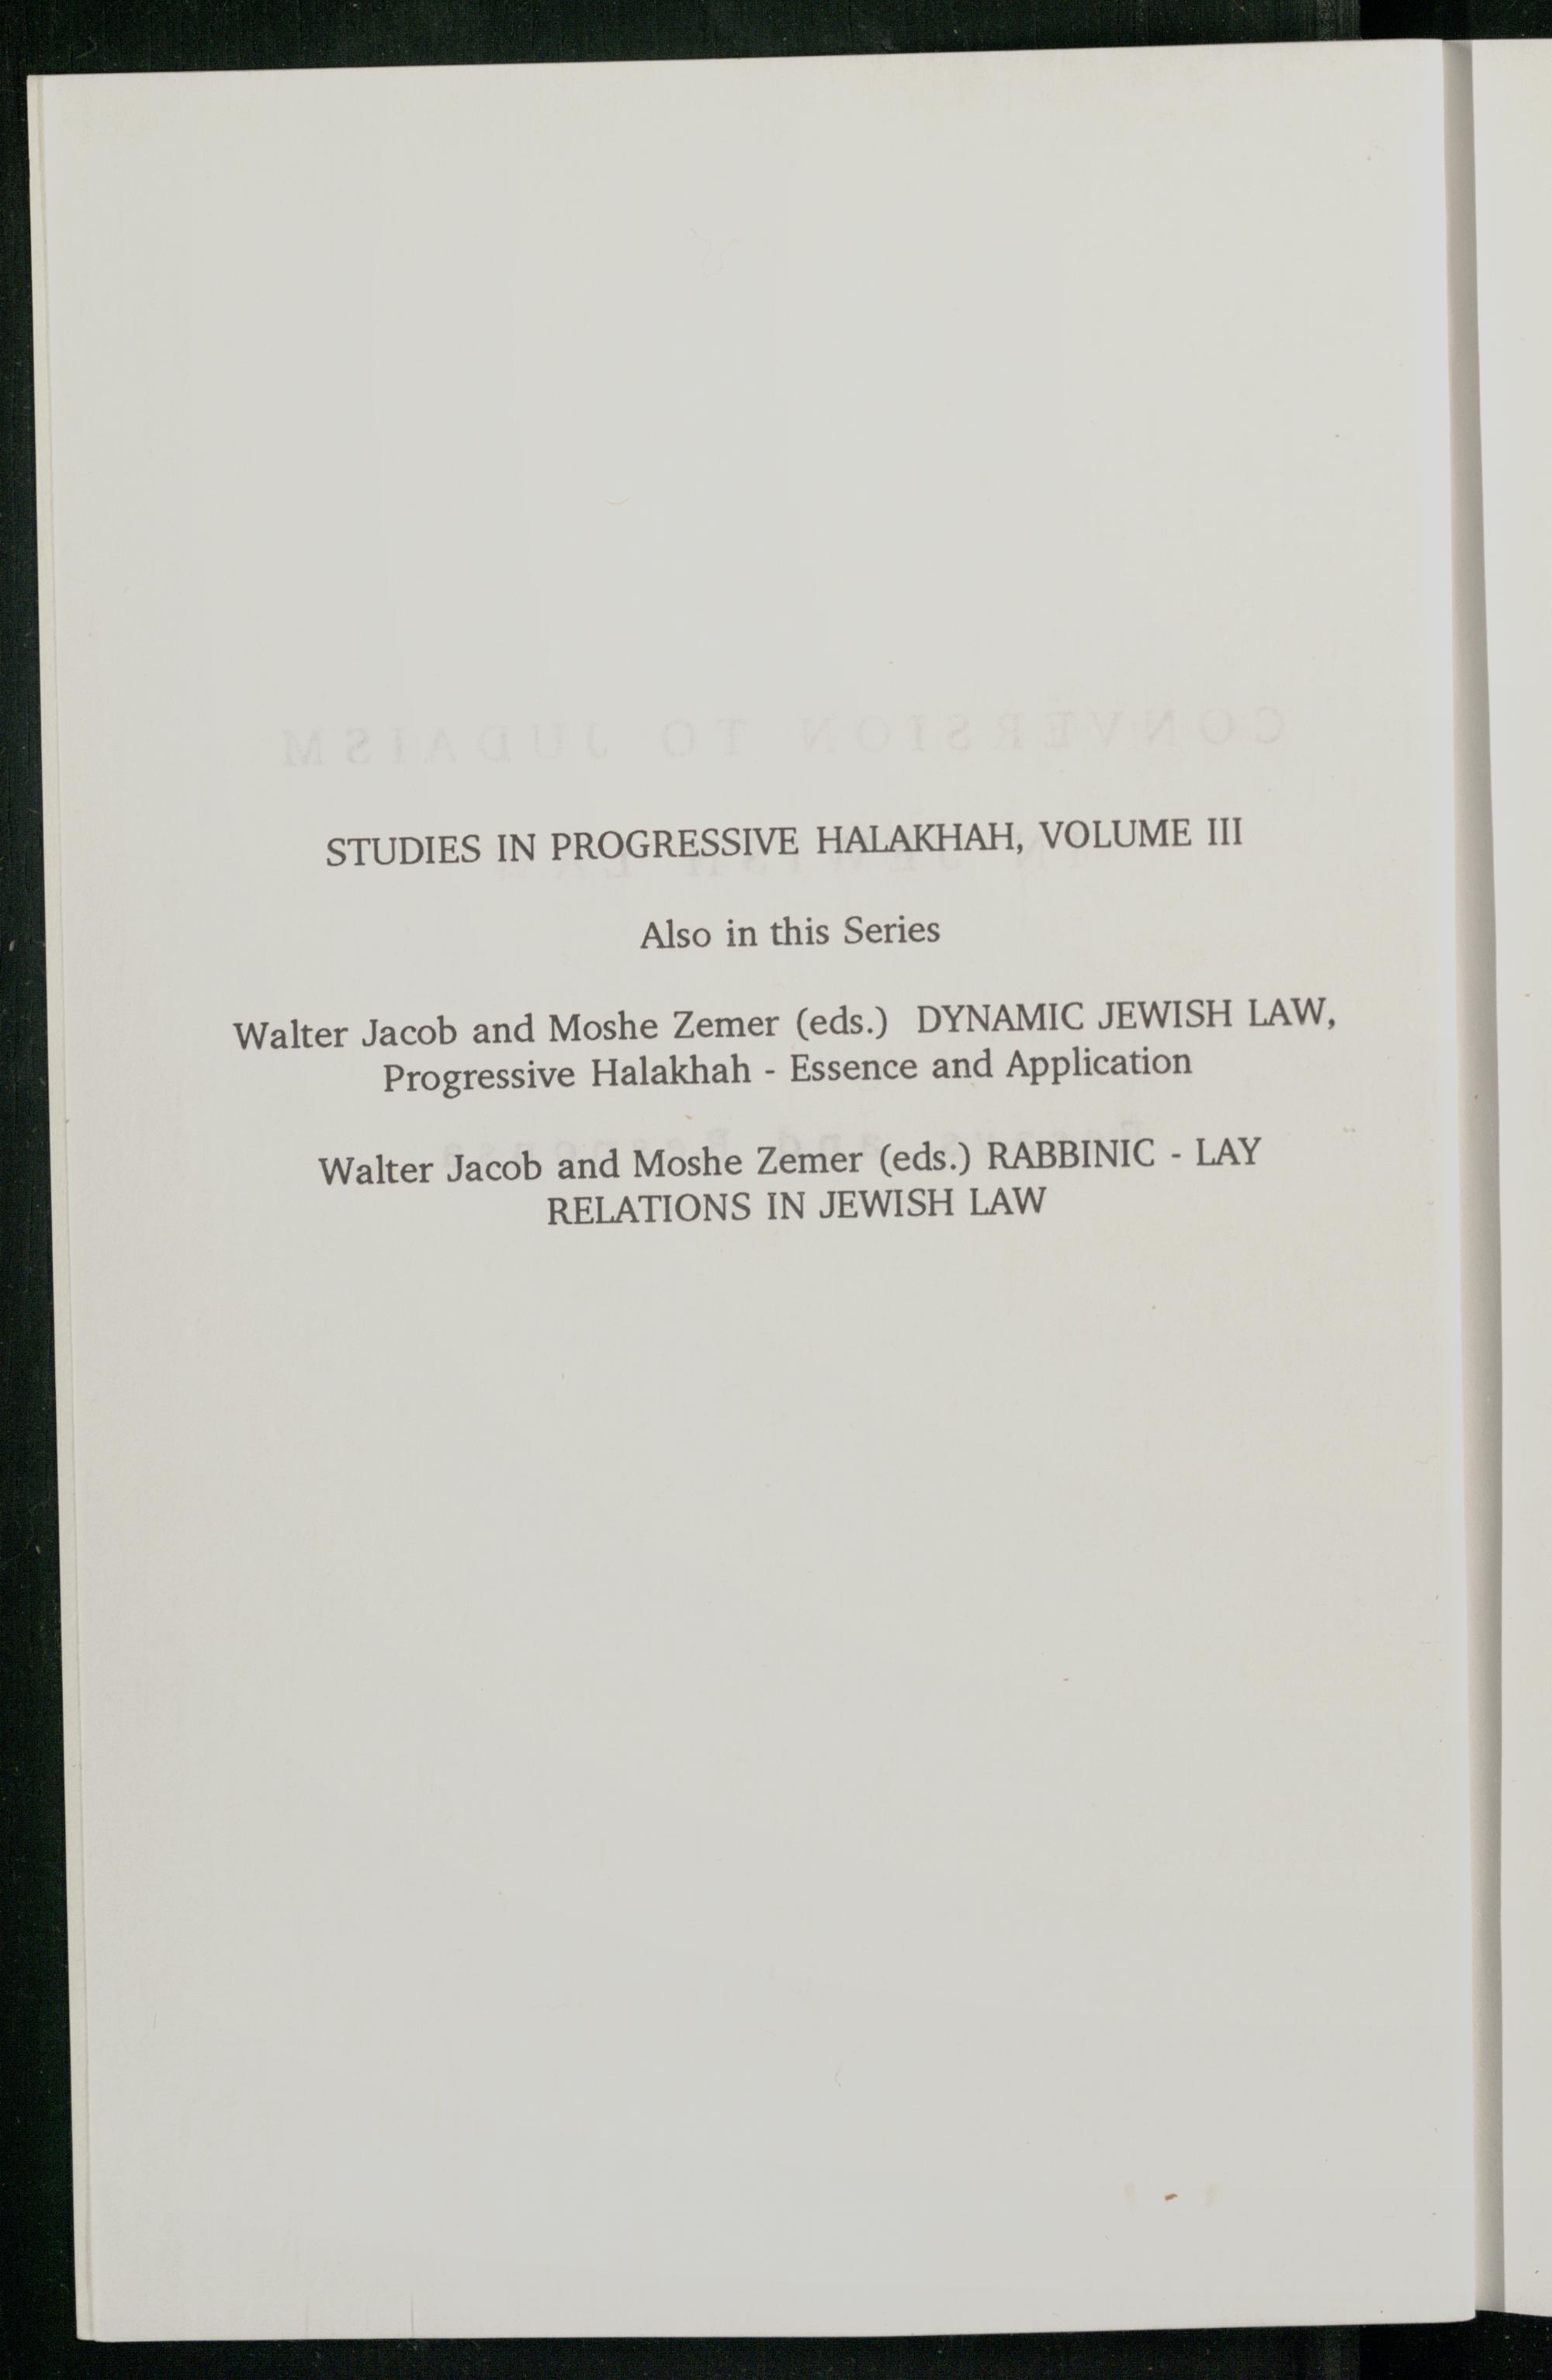 STUDIES IN PROGRESSIVE HALAKHAH, VOLUME III
Also in this Series
Walter Jacob and Moshe Zemer (eds.) DYNAMIC JEWISH LAW,
Progressive Halakhah - Essence and Application
Walter Jacob and Moshe Zemer (eds.) RABBINIC - LAY
RELATIONS IN JEWISH LAW